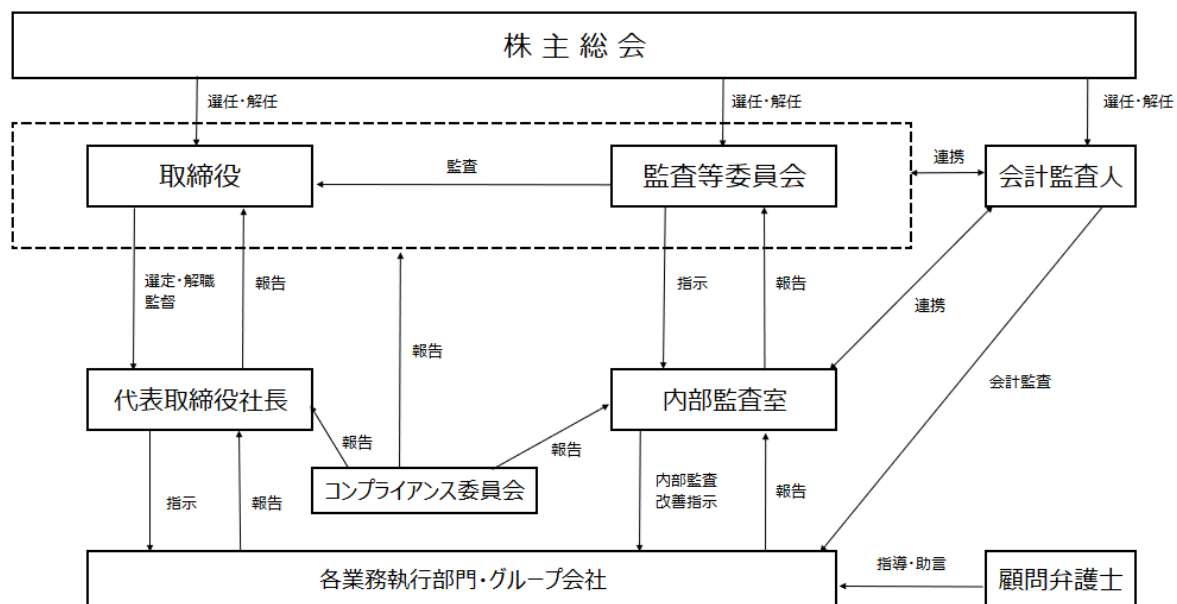 株主総会
選任・解任
選任・解任
選任・解任
取締役
監査
監査等委員会
連携
会計監査人
選定・解職
監督
報告
指示
報告
連携
報告
会計監査
代表取締役社長
内部監査室
報告
報告
コンプライアンス委員会
指示
報告
内部監査
改善指示
報告
各業務執行部門・グループ会社
指導・助言
顧問弁護士